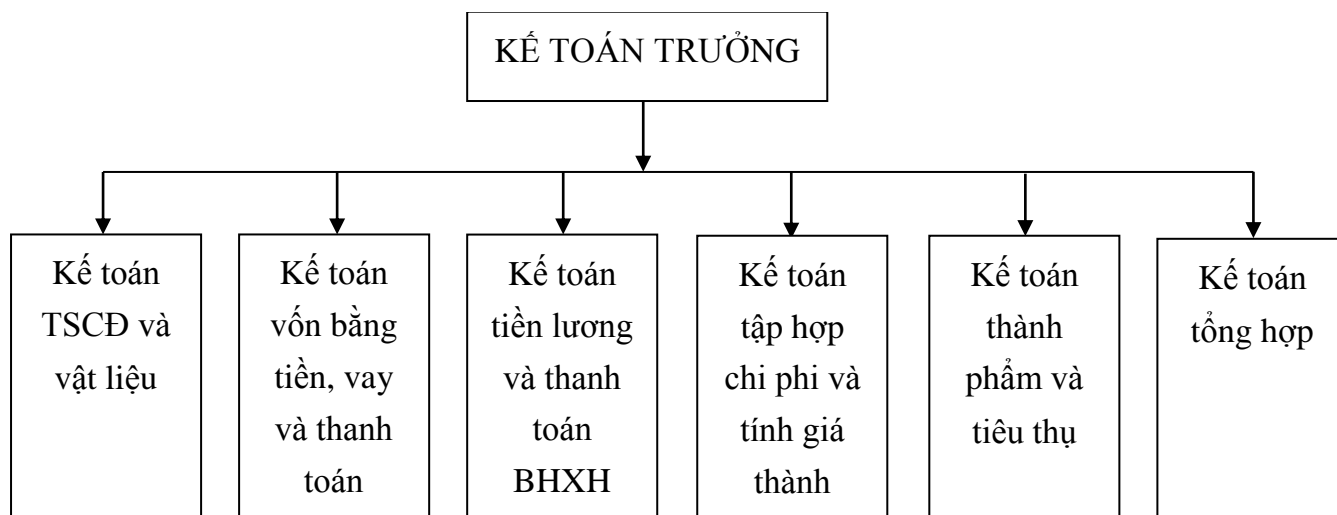 KẾ TOÁN TRƯỞNG
Kế toán
TSCĐ và
vật liệu
Kế toán
vốn bằng
tiền, vay
và thanh
toán
Kế toán
tiền lương
và thanh
toán
BHXH
Kế toán
tập hợp
chi phi và
tính giá
thành
Kế toán
thành
phẩm và
tiêu thụ
Kế toán
tổng hợp